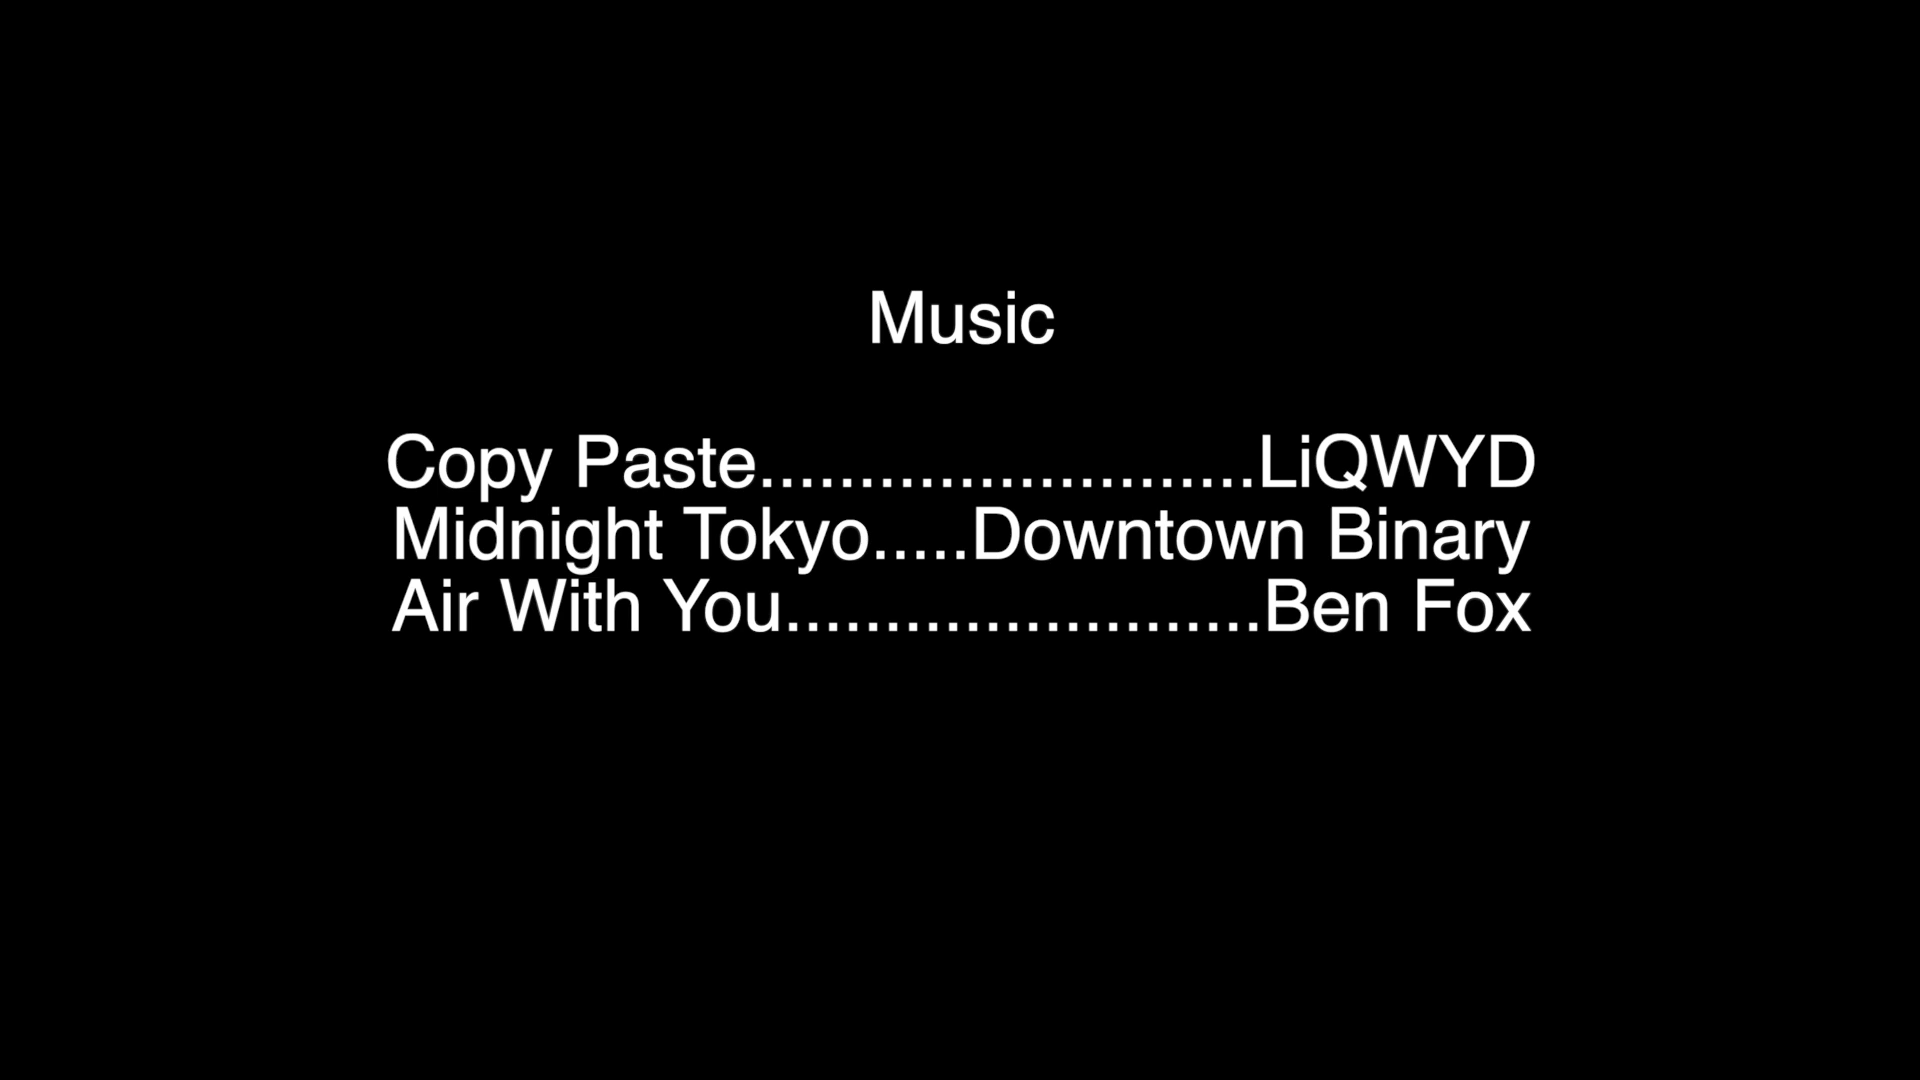 Music
Copy Paste.........................LiQWYD
Midnight Tokyo.....Downtown Binary
Air With You........................Ben Fox